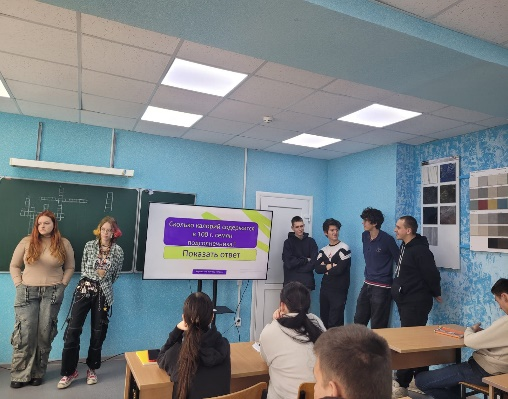 Сколько калорий содержится
в 100 г. семян
подсолнечника
Показать ответ